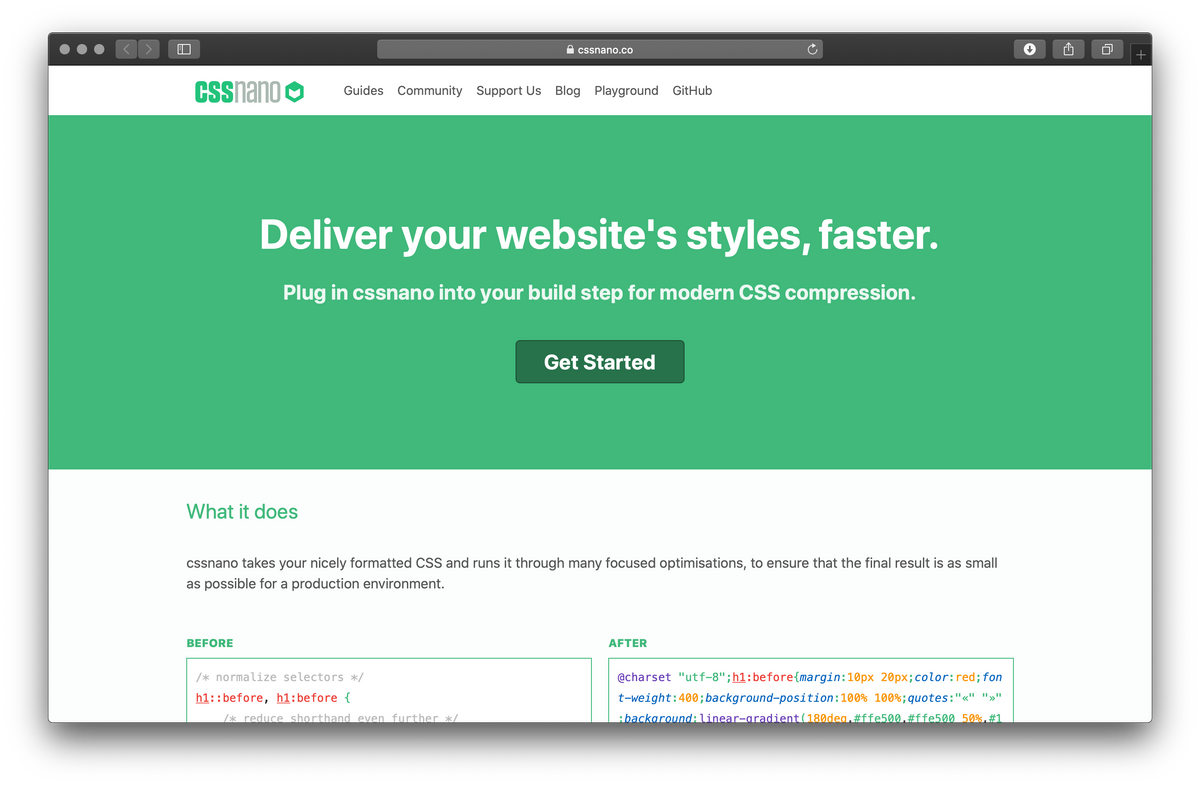 cssnano.co
cssnano
Guides Community Support Us Blog Playground GitHub
Deliver your website's styles, faster.
Plug in cssnano into your build step for modern CSS compression.
Get Started
What it does
cssnano takes your nicely formatted CSS and runs it through many focused optimisations, to ensure that the final result is as small
as possible for a production environment.
BEFORE
/* normalize selectors */
h1::before, h1:before {
/* reduce shorthand even further */
AFTER
@charset "utf-8";h1:before{margin:10px 20px;color:red;fon
t-weight:400;background-position:100% 100%;quotes:"«" "»"
;background:linear-gradient(180deg,#ffe500,#ffe500 50%,#1